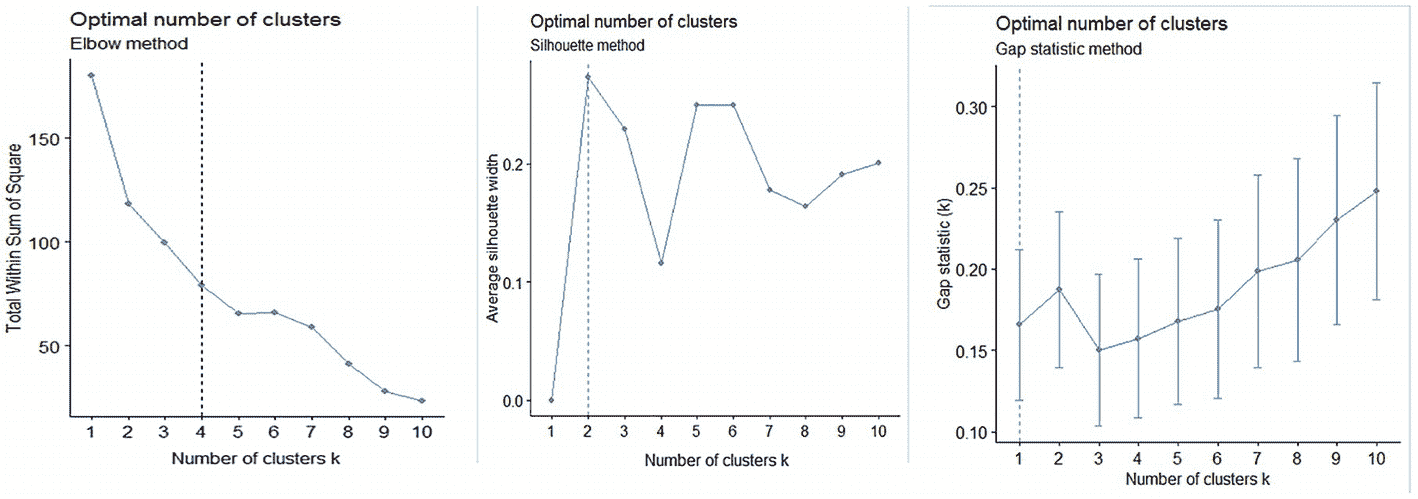 Optimal number of clusters
Elbow method
Total Within Sum of Square
150
100
50
1 2 3 4 5 6 7 8 9 10
Number of clusters k
Optimal number of clusters
Silhouette method
Average silhouette width
0.2
0.1
0.0
1 2 3 4 5 6 7 8 9 10
Number of clusters k
Optimal number of clusters
Gap statistic method
Gap statistic (k)
0.30
0.25
0.20
0.15
0.10
1 2 3 4 5 6 7 8 9 10
Number of clusters k